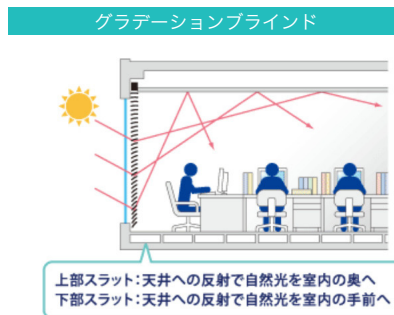 グラデーションブラインド
上部スラット：天井への反射で自然光を室内の奥へ
下部スラット：天井への反射で自然光を室内の手前へ